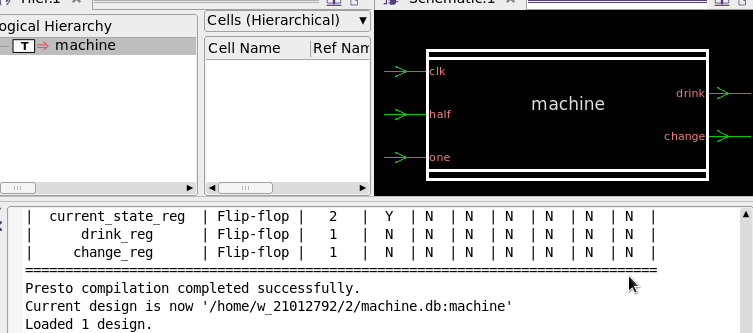 Hier.1
Schematic.1
ogical Hierarchy
T machine
Cells (Hierarchical)
Cell Name Ref Nam
clk
half
one
machine
drink
change
| current_state_reg | Flip-flop | 2 | Y | N | N | N | N | N | N |
| drink_reg | Flip-flop | 1 | N | N | N | N | N | N | N |
| change_reg | Flip-flop | 1 | N | N | N | N | N | N | N |
===============================================================================
Presto compilation completed successfully.
Current design is now '/home/w_21012792/2/machine.db:machine'
Loaded 1 design.